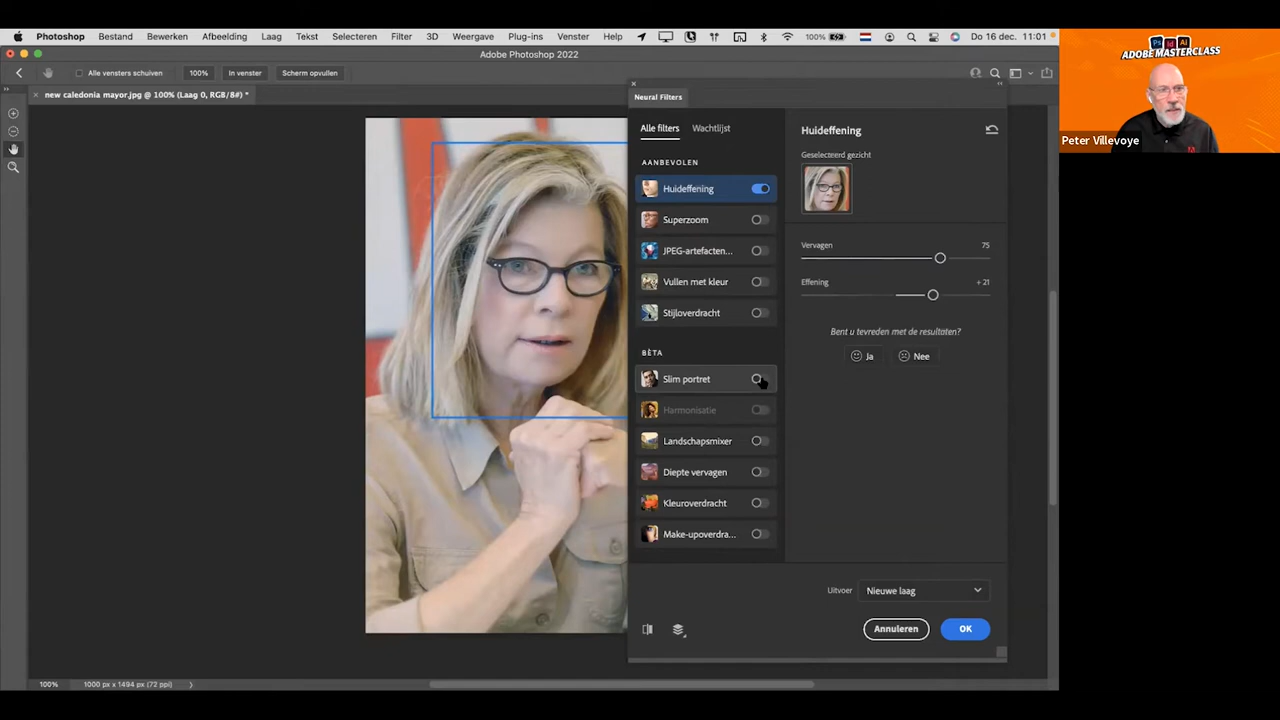 Photoshop Bestand Bewerken Afbeelding Laag Tekst Selecteren Filter 3D Weergave Plug-ins Venster Help 100% Do 16 dec. 11:01
Adobe Photoshop 2022
Alle vensters schuiven 100% In venster Scherm opvullen
new caledonia mayor.jpg @ 100% (Laag 0, RGB/8#) *
Neural Filters
Alle filters Wachtlijst
AANBEVOLEN
Huideffening
Superzoom
JPEG-artefacten...
Vullen met kleur
Stijloverdracht
BÈTA
Slim portret
Harmonisatie
Landschapsmixer
Diepte vervagen
Kleuroverdracht
Make-upoverdra...
Huideffening
Geselecteerd gezicht
Vervagen 75
Effening +21
Bent u tevreden met de resultaten?
Ja Nee
Uitvoer Nieuwe laag
Annuleren OK
100% 1000 px x 1494 px (72 ppi)
Ps Id Ai
ADOBE MASTERCLASS
Peter Villevoye